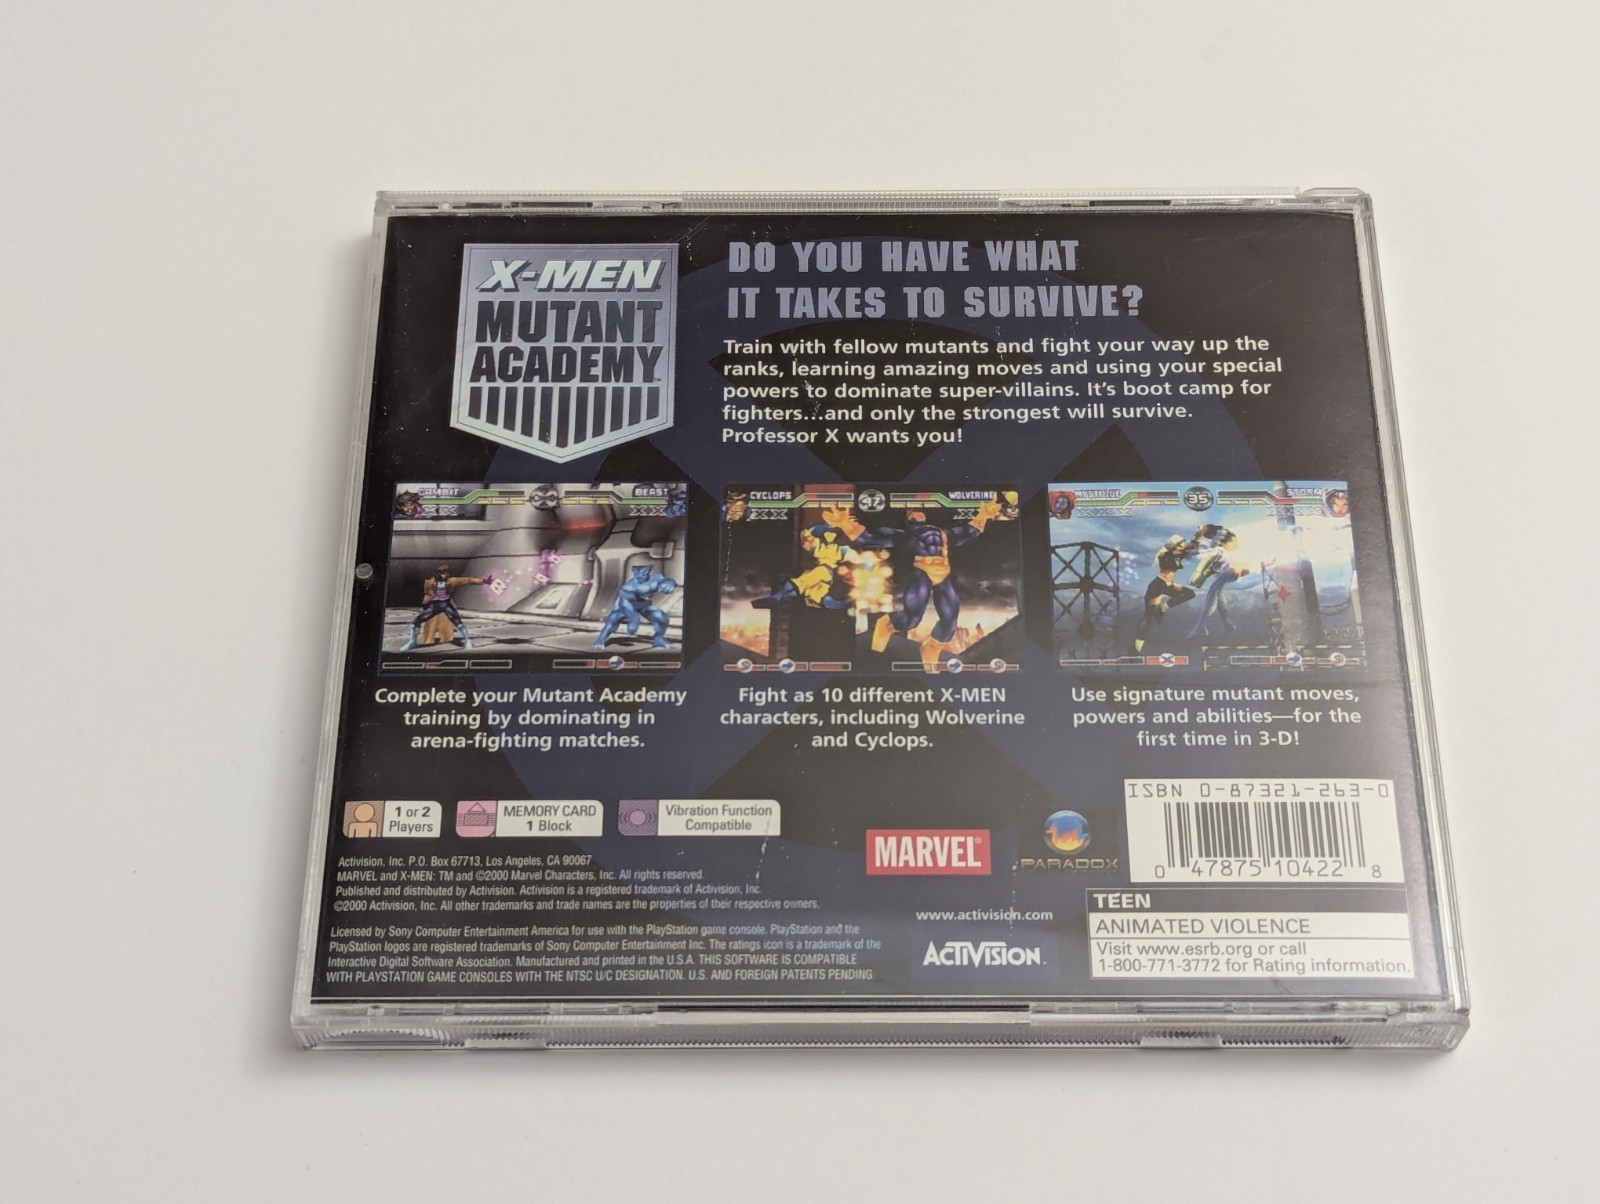 X-MEN
MUTANT
ACADEMY
DO YOU HAVE WHAT
IT TAKES TO SURVIVE?
Train with fellow mutants and fight your way up the
ranks, learning amazing moves and using your special
powers to dominate super-villains. It's boot camp for
fighters...and only the strongest will survive.
Professor X wants you!
GAMBIT
BEAST
CYCLOPS
47
WOLVERINE
MYSTIQUE
35
STORM
Complete your Mutant Academy
training by dominating in
arena-fighting matches.
Fight as 10 different X-MEN
characters, including Wolverine
and Cyclops.
Use signature mutant moves,
powers and abilities—for the
first time in 3-D!
1 or 2
Players
MEMORY CARD
1 Block
Vibration Function
Compatible
MARVEL
PARADOX
ISBN 0-87321-263-0
0 47875 10422 8
Activision, Inc. P.O. Box 67713, Los Angeles, CA 90067
MARVEL and X-MEN: TM and ©2000 Marvel Characters, Inc. All rights reserved.
Published and distributed by Activision. Activision is a registered trademark of Activision, Inc.
©2000 Activision, Inc. All other trademarks and trade names are the properties of their respective owners.
Licensed by Sony Computer Entertainment America for use with the PlayStation game console. PlayStation and the
PlayStation logos are registered trademarks of Sony Computer Entertainment Inc. The ratings icon is a trademark of the
Interactive Digital Software Association. Manufactured and printed in the U.S.A. THIS SOFTWARE IS COMPATIBLE
WITH PLAYSTATION GAME CONSOLES WITH THE NTSC U/C DESIGNATION. U.S. AND FOREIGN PATENTS PENDING
www.activision.com
ACTIVISION.
TEEN
ANIMATED VIOLENCE
Visit www.esrb.org or call
1-800-771-3772 for Rating information.